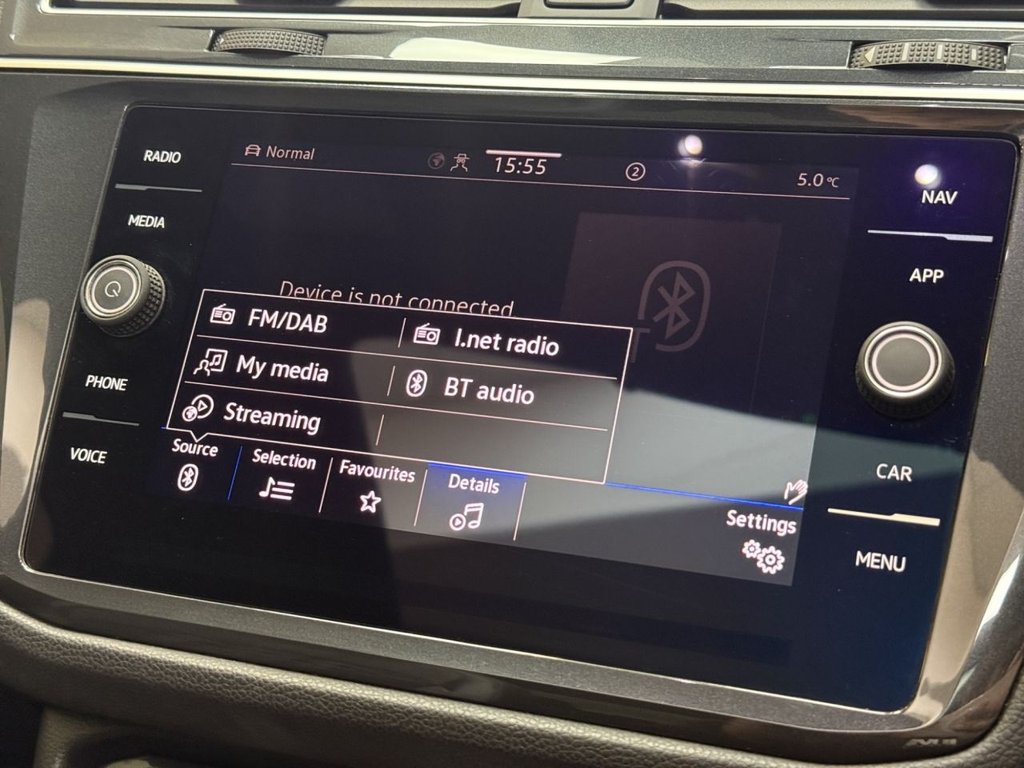 RADIO
MEDIA
PHONE
VOICE
Normal
15:55
2
5.0 °C
Device is not connected
FM/DAB
I.net radio
My media
BT audio
Streaming
Source
Selection
Favourites
Details
Settings
NAV
APP
CAR
MENU